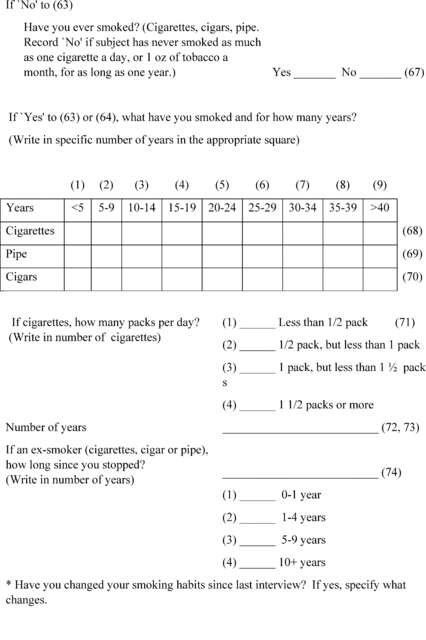 If `No' to (63)
Have you ever smoked? (Cigarettes, cigars, pipe.
Record `No' if subject has never smoked as much
as one cigarette a day, or 1 oz of tobacco a
month, for as long as one year.) Yes ______ No ______ (67)
If `Yes' to (63) or (64), what have you smoked and for how many years?
(Write in specific number of years in the appropriate square)
(1) (2) (3) (4) (5) (6) (7) (8) (9)
Years <5 5-9 10-14 15-19 20-24 25-29 30-34 35-39 >40
Cigarettes (68)
Pipe (69)
Cigars (70)
If cigarettes, how many packs per day? (1) ______ Less than 1/2 pack (71)
(Write in number of cigarettes)
(2) ______ 1/2 pack, but less than 1 pack
(3) ______ 1 pack, but less than 1 ½ pack
s
(4) ______ 1 1/2 packs or more
Number of years ______ (72, 73)
If an ex-smoker (cigarettes, cigar or pipe),
how long since you stopped? ______ (74)
(Write in number of years)
(1) ______ 0-1 year
(2) ______ 1-4 years
(3) ______ 5-9 years
(4) ______ 10+ years
* Have you changed your smoking habits since last interview? If yes, specify what
changes.